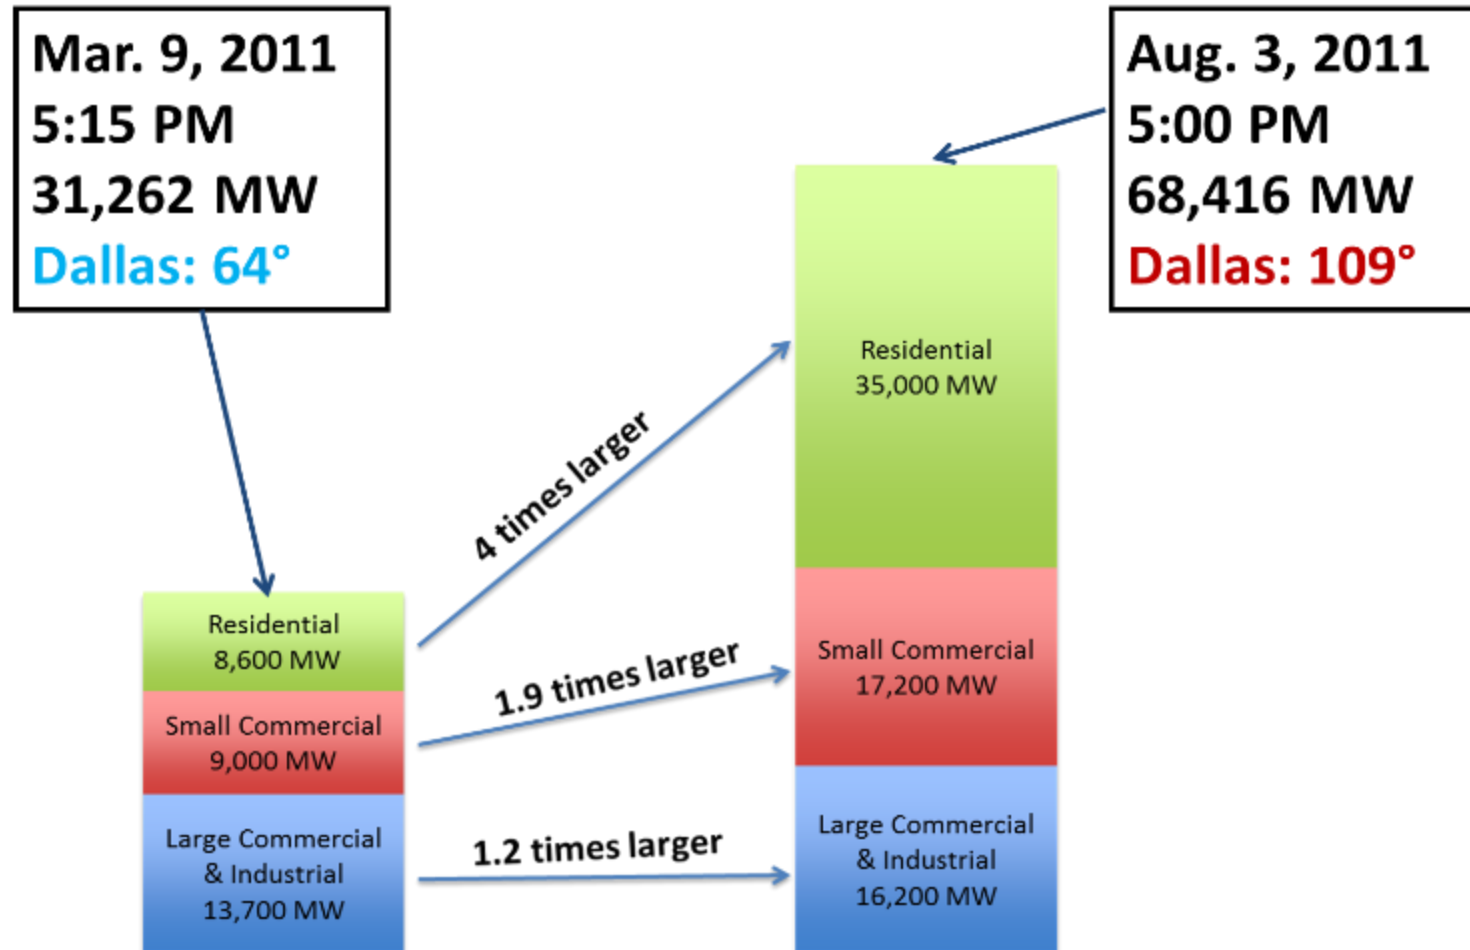 Mar. 9, 2011
5:15 PM
31,262 MW
Dallas: 64°
Aug. 3, 2011
5:00 PM
68,416 MW
Dallas: 109°
Residential
8,600 MW
Small Commercial
9,000 MW
Large Commercial
& Industrial
13,700 MW
4 times larger
1.9 times larger
1.2 times larger
Residential
35,000 MW
Small Commercial
17,200 MW
Large Commercial
& Industrial
16,200 MW